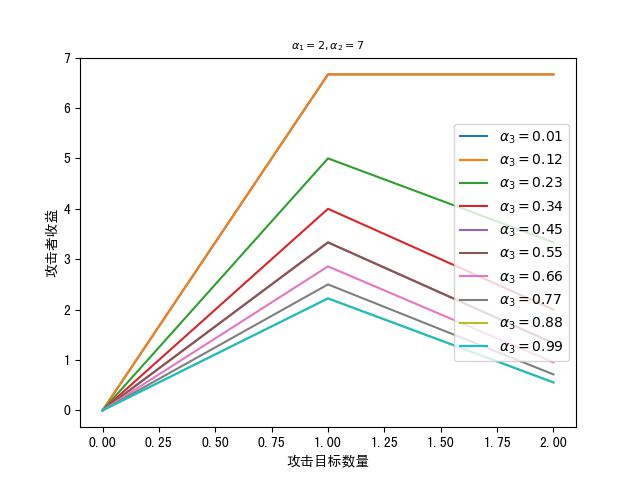 α₁ = 2, α₂ = 7
7
6
5
4
3
2
1
0
攻击者收益
α₃ = 0.01
α₃ = 0.12
α₃ = 0.23
α₃ = 0.34
α₃ = 0.45
α₃ = 0.55
α₃ = 0.66
α₃ = 0.77
α₃ = 0.88
α₃ = 0.99
0.00 0.25 0.50 0.75 1.00 1.25 1.50 1.75 2.00
攻击目标数量